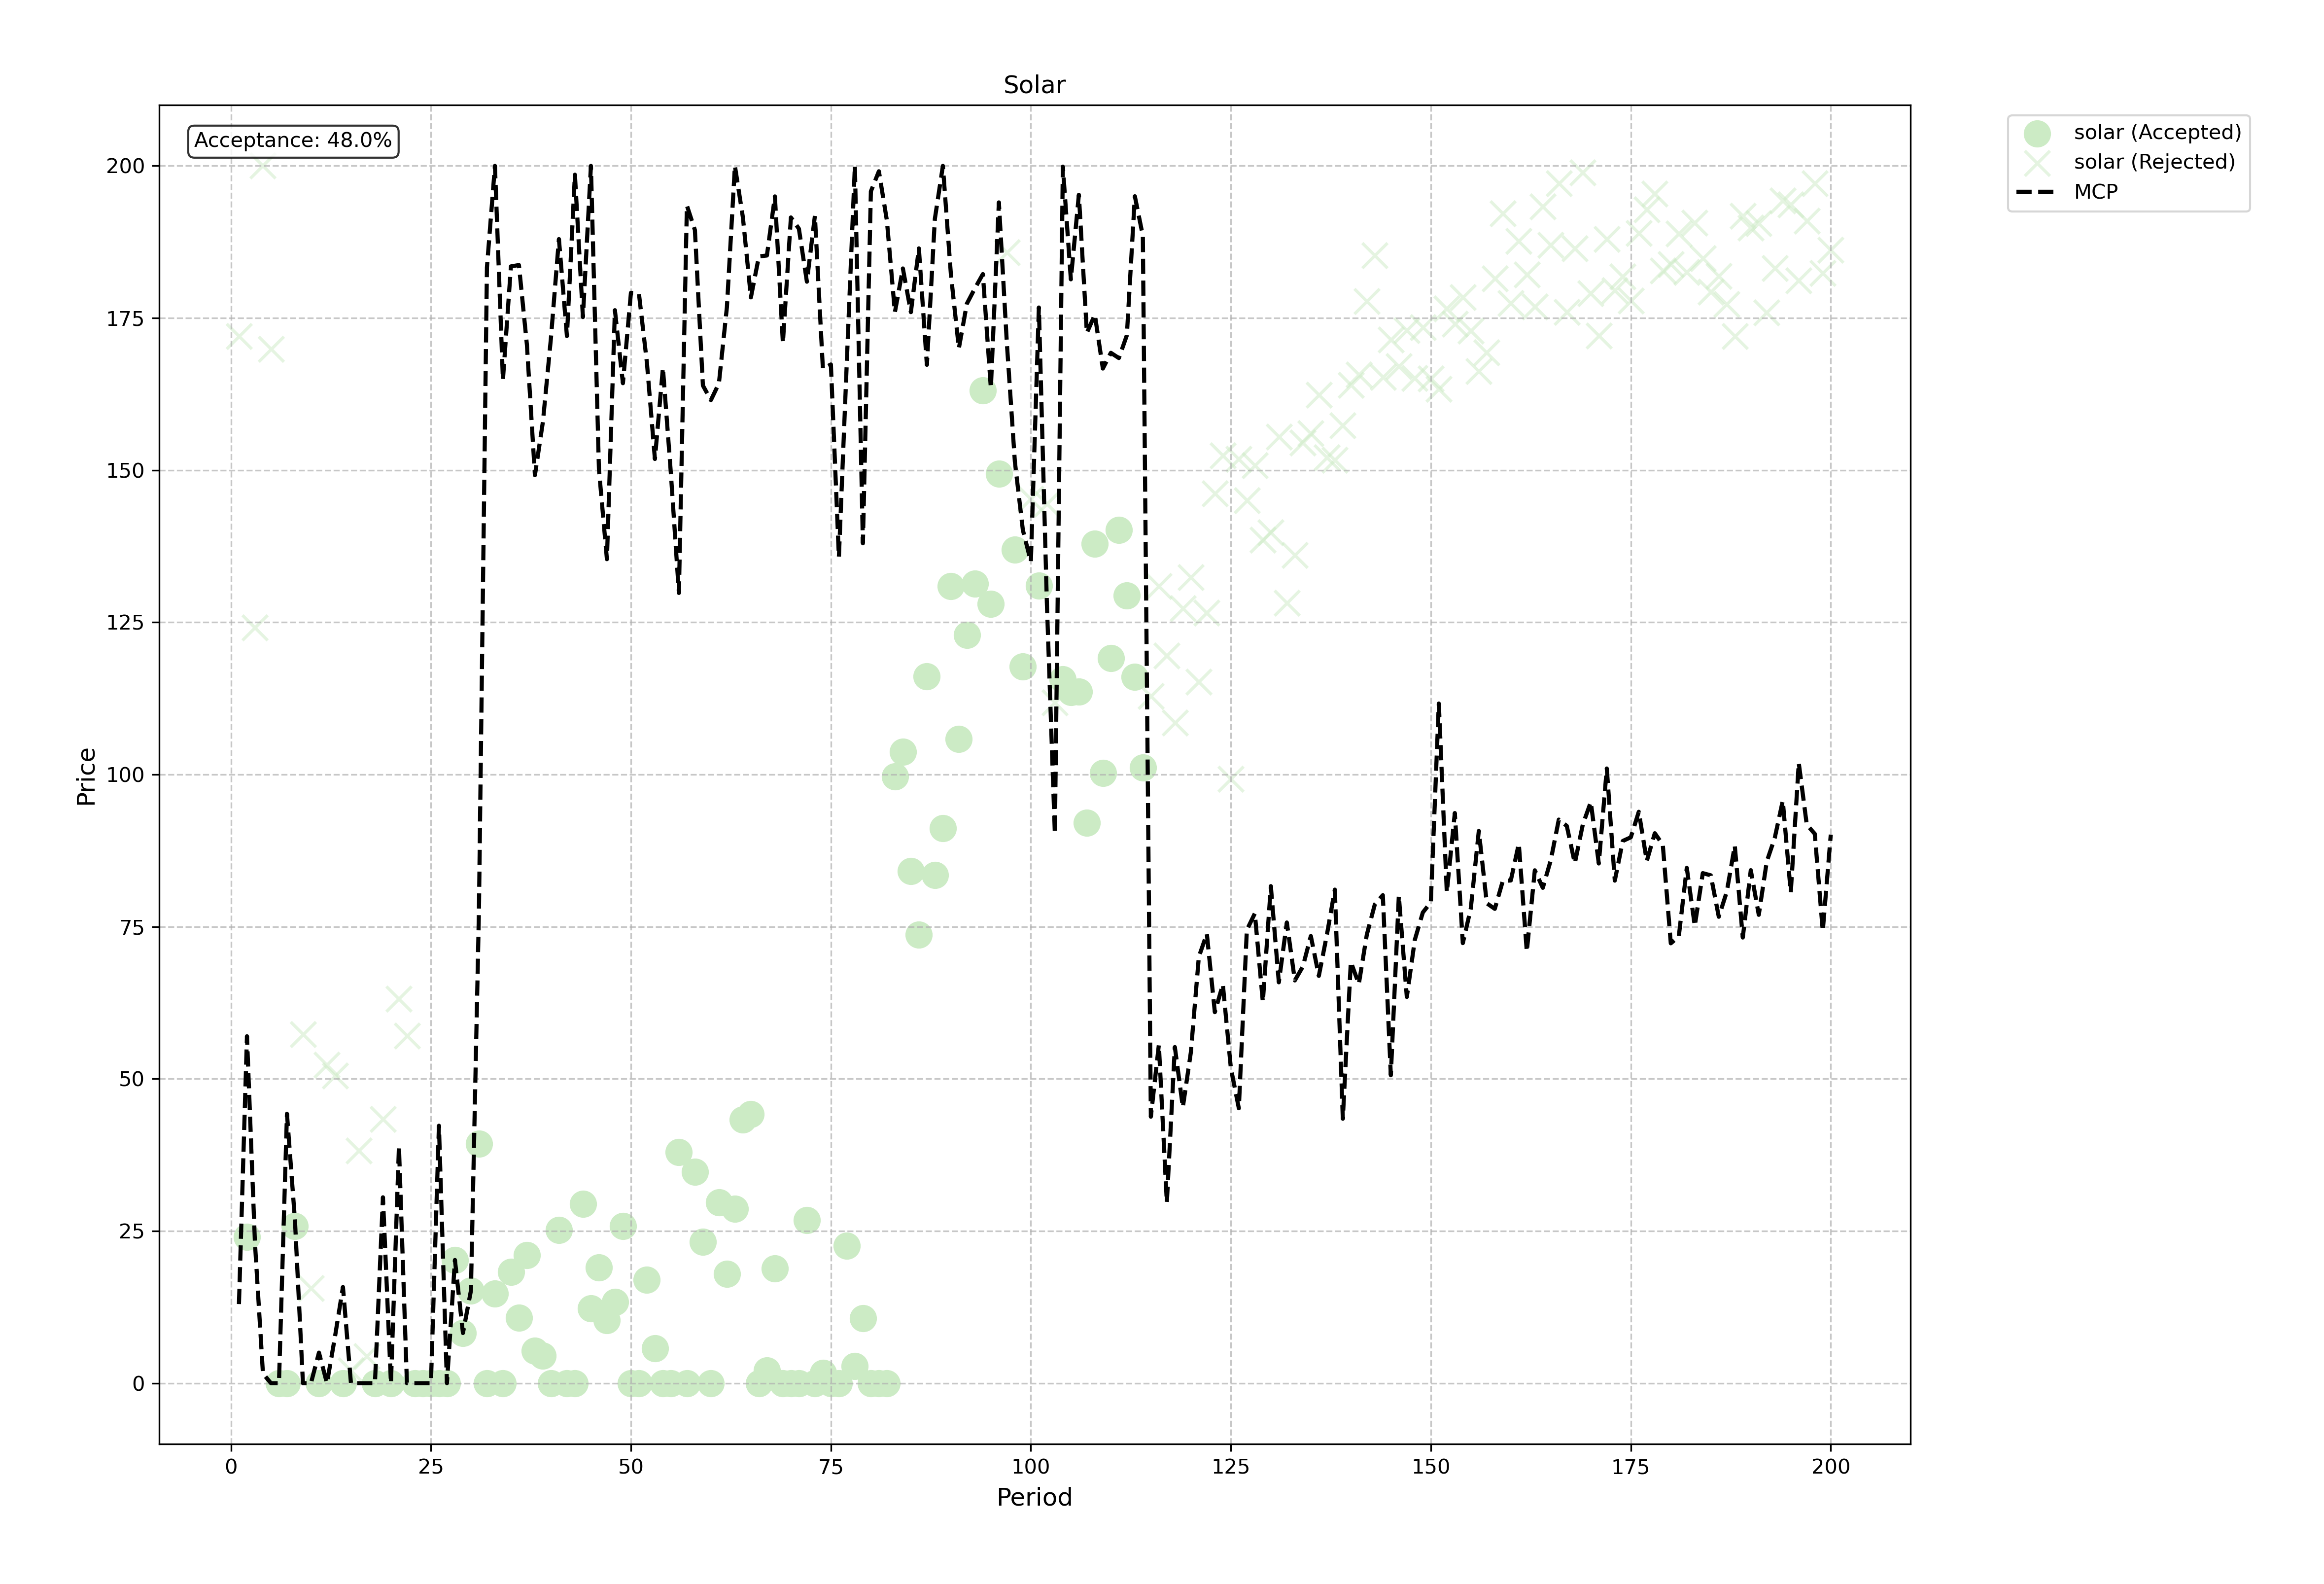 Solar
Acceptance: 48.0%
solar (Accepted)
solar (Rejected)
MCP
200
175
150
125
100
75
50
25
0
Price
0 25 50 75 100 125 150 175 200
Period